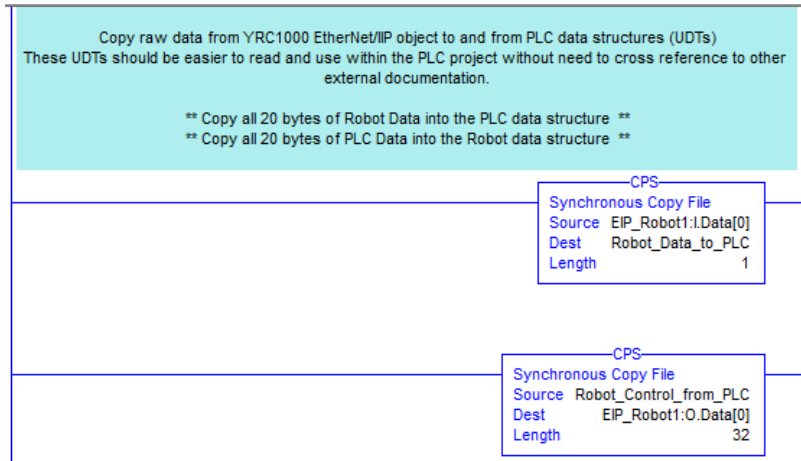 Copy raw data from YRC1000 EtherNet/IIP object to and from PLC data structures (UDTs)
These UDTs should be easier to read and use within the PLC project without need to cross reference to other
external documentation.
** Copy all 20 bytes of Robot Data into the PLC data structure **
** Copy all 20 bytes of PLC Data into the Robot data structure **
CPS
Synchronous Copy File
Source EIP_Robot1:I.Data[0]
Dest Robot_Data_to_PLC
Length 1
CPS
Synchronous Copy File
Source Robot_Control_from_PLC
Dest EIP_Robot1:O.Data[0]
Length 32